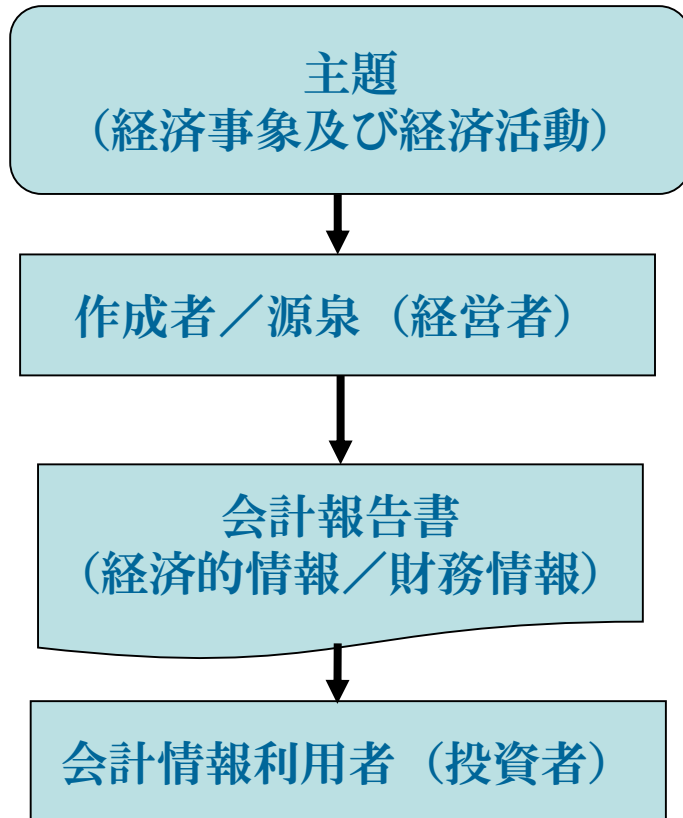 主題
（経済事象及び経済活動）
作成者／源泉（経営者）
会計報告書
（経済的情報／財務情報）
会計情報利用者（投資者）